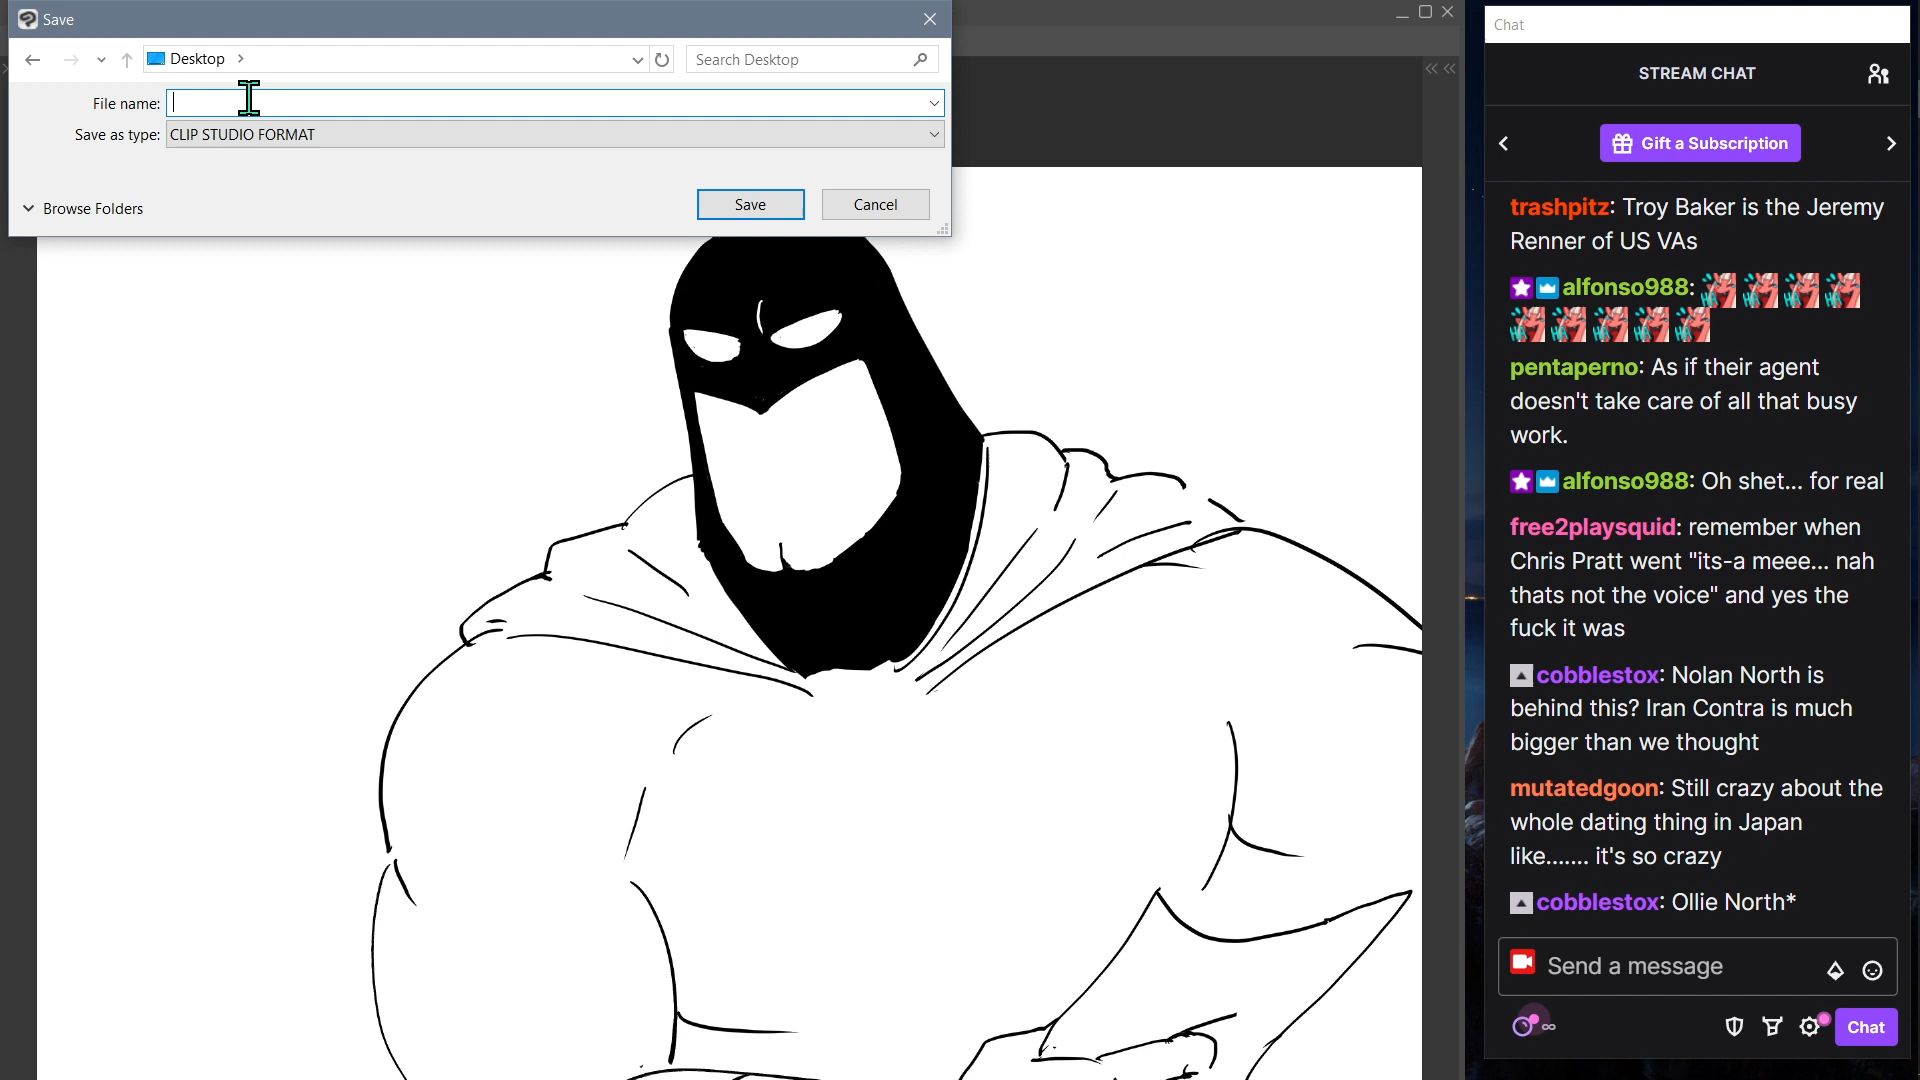 Save
Desktop
Search Desktop
File name:
Save as type: CLIP STUDIO FORMAT
Browse Folders
Save
Cancel
Chat
STREAM CHAT
Gift a Subscription
trashpitz: Troy Baker is the Jeremy
Renner of US VAs
alfonso988:
pentaperno: As if their agent
doesn't take care of all that busy
work.
alfonso988: Oh shet... for real
free2playsquid: remember when
Chris Pratt went "its-a meee... nah
thats not the voice" and yes the
fuck it was
cobblestox: Nolan North is
behind this? Iran Contra is much
bigger than we thought
mutatedgoon: Still crazy about the
whole dating thing in Japan
like....... it's so crazy
cobblestox: Ollie North*
Send a message
Chat